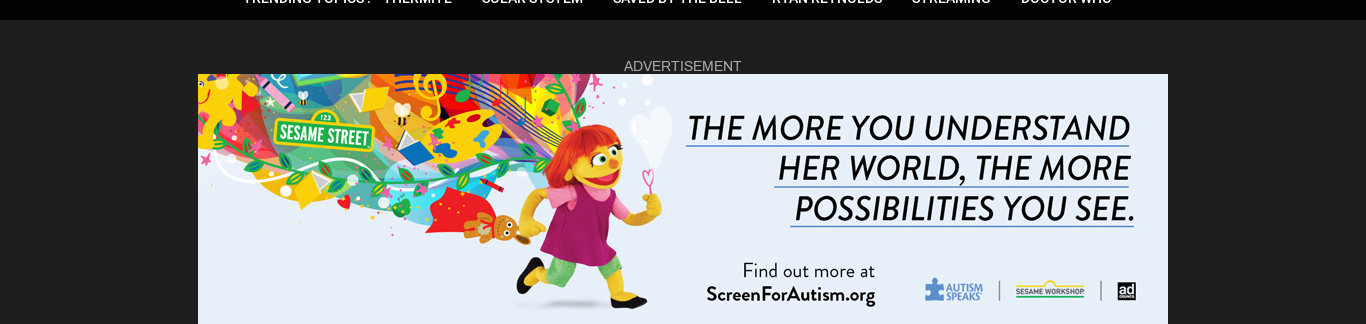 TRENDING TOPICS: THERMITE SOLAR SYSTEM SAVED BY THE BELL RYAN REYNOLDS STREAMING DOCTOR WHO
ADVERTISEMENT
123
SESAME STREET
THE MORE YOU UNDERSTAND
HER WORLD, THE MORE
POSSIBILITIES YOU SEE.
Find out more at
ScreenForAutism.org
AUTISM
SPEAKS
SESAME WORKSHOP
ad
COUNCIL